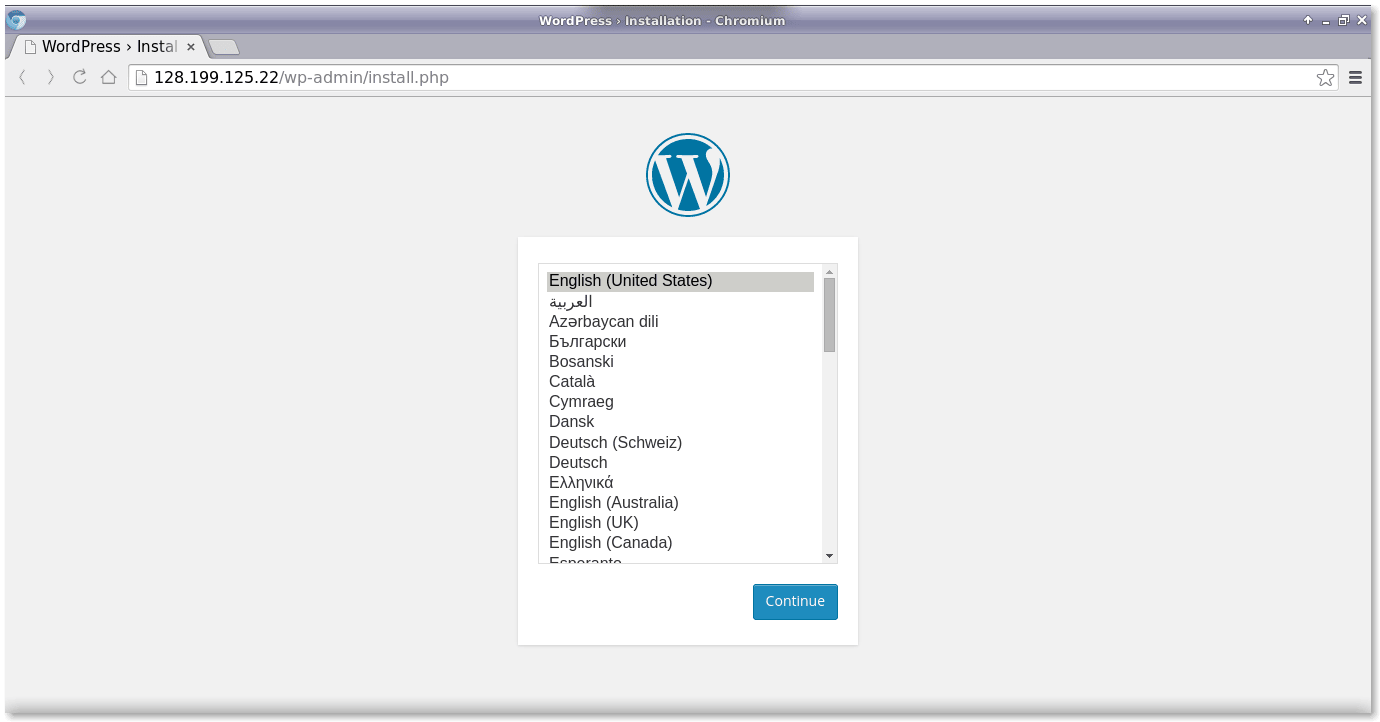 WordPress › Installation - Chromium
WordPress › Instal
128.199.125.22/wp-admin/install.php
English (United States)
العربية
Azərbaycan dili
Български
Bosanski
Català
Cymraeg
Dansk
Deutsch (Schweiz)
Deutsch
Ελληνικά
English (Australia)
English (UK)
English (Canada)
Esperanto
Continue